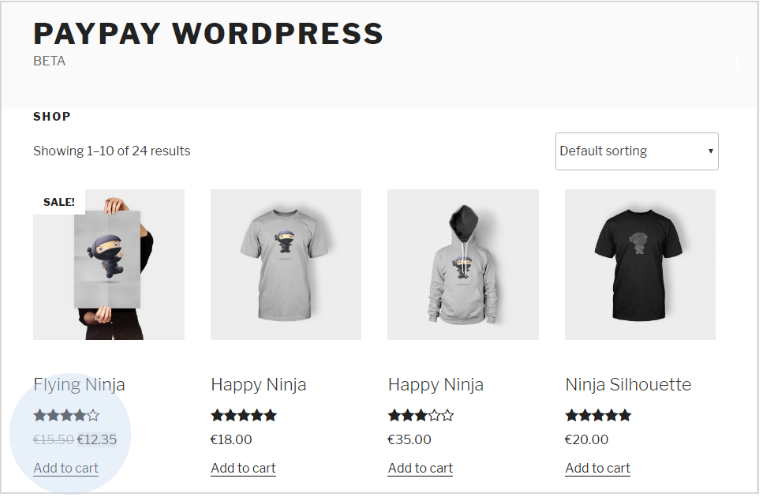 PAYPAY WORDPRESS
BETA
SHOP
Showing 1–10 of 24 results
Default sorting
SALE!
Flying Ninja
€15.50 €12.35
Add to cart
Happy Ninja
€18.00
Add to cart
Happy Ninja
€35.00
Add to cart
Ninja Silhouette
€20.00
Add to cart